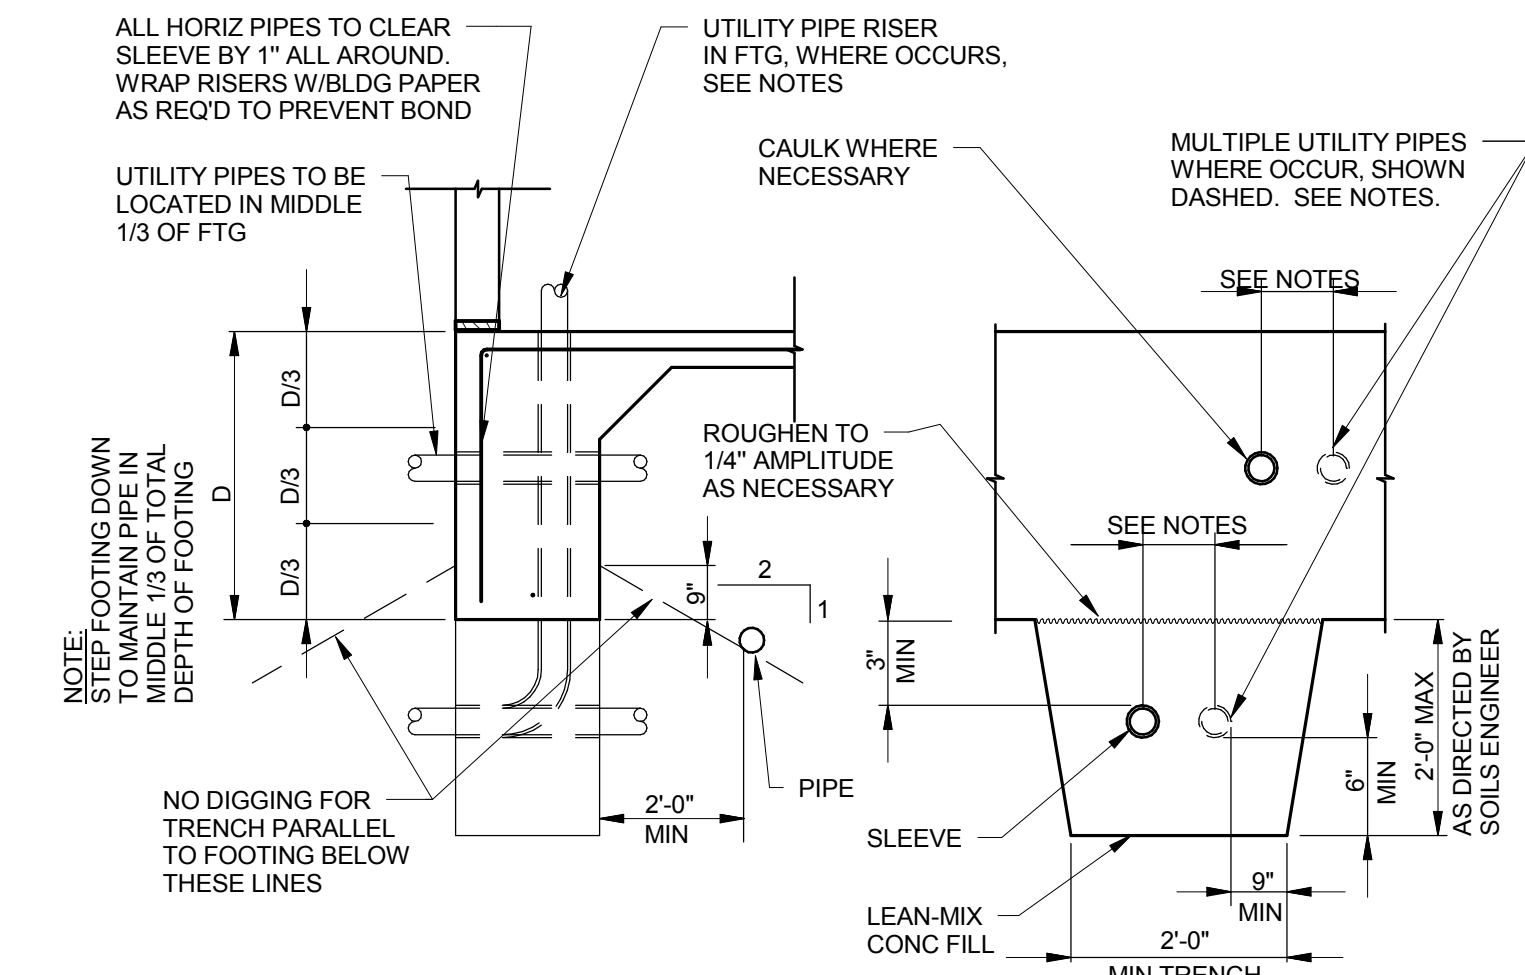 ALL HORIZ PIPES TO CLEAR
SLEEVE BY 1" ALL AROUND.
WRAP RISERS W/BLDG PAPER
AS REQ'D TO PREVENT BOND
UTILITY PIPE RISER
IN FTG, WHERE OCCURS,
SEE NOTES
CAULK WHERE
NECESSARY
MULTIPLE UTILITY PIPES
WHERE OCCUR, SHOWN
DASHED. SEE NOTES.
UTILITY PIPES TO BE
LOCATED IN MIDDLE
1/3 OF FTG
SEE NOTES
D/3
D/3
D/3
D
NOTE:
STEP FOOTING DOWN
TO MAINTAIN PIPE IN
MIDDLE 1/3 OF TOTAL
DEPTH OF FOOTING
ROUGHEN TO
1/4" AMPLITUDE
AS NECESSARY
SEE NOTES
9"
2
1
3"
MIN
2'-0" MAX
AS DIRECTED BY
SOILS ENGINEER
6"
MIN
NO DIGGING FOR
TRENCH PARALLEL
TO FOOTING BELOW
THESE LINES
2'-0"
MIN
PIPE
SLEEVE
LEAN-MIX
CONC FILL
9"
MIN
2'-0"
MIN TRENCH